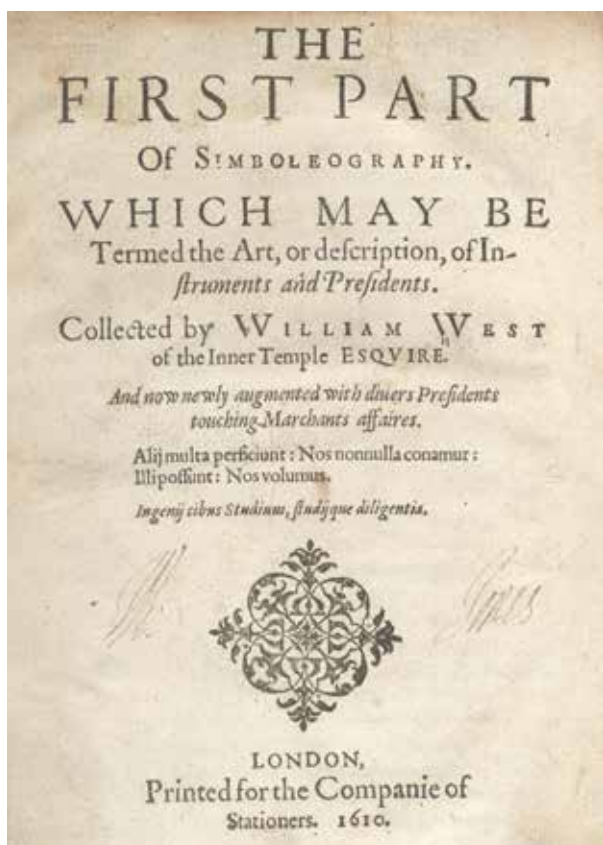 THE
FIRST PART
Of SIMBOLEOGRAPHY.
WHICH MAY BE
Termed the Art, or deſcription, of In-
ſtruments and Preſidents.
Collected by WILLIAM WEST
of the Inner Temple ESQVIRE.
And now newly augmented with diuers Preſidents
touching Marchants affaires.
Alij multa perficiunt: Nos nonnulla conamur:
Illi poſſunt: Nos volumus.
Ingenij cibus Studium, ſtudijque diligentia.
LONDON,
Printed for the Companie of
Stationers. 1610.